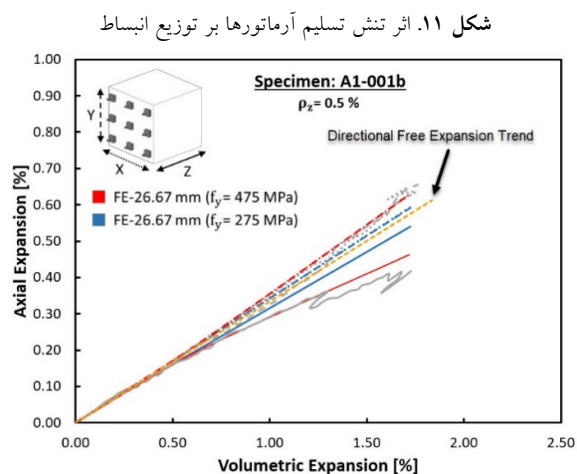 شکل ۱۱. اثر تنش تسلیم آرماتورها بر توزیع انبساط
1.00
0.90
0.80
0.70
0.60
0.50
0.40
0.30
0.20
0.10
0.00
Axial Expansion [%]
Specimen: A1-001b
ρz= 0.5 %
Y
X
Z
Directional Free Expansion Trend
FE-26.67 mm (fy= 475 MPa)
FE-26.67 mm (fy= 275 MPa)
0.00 0.50 1.00 1.50 2.00 2.50
Volumetric Expansion [%]